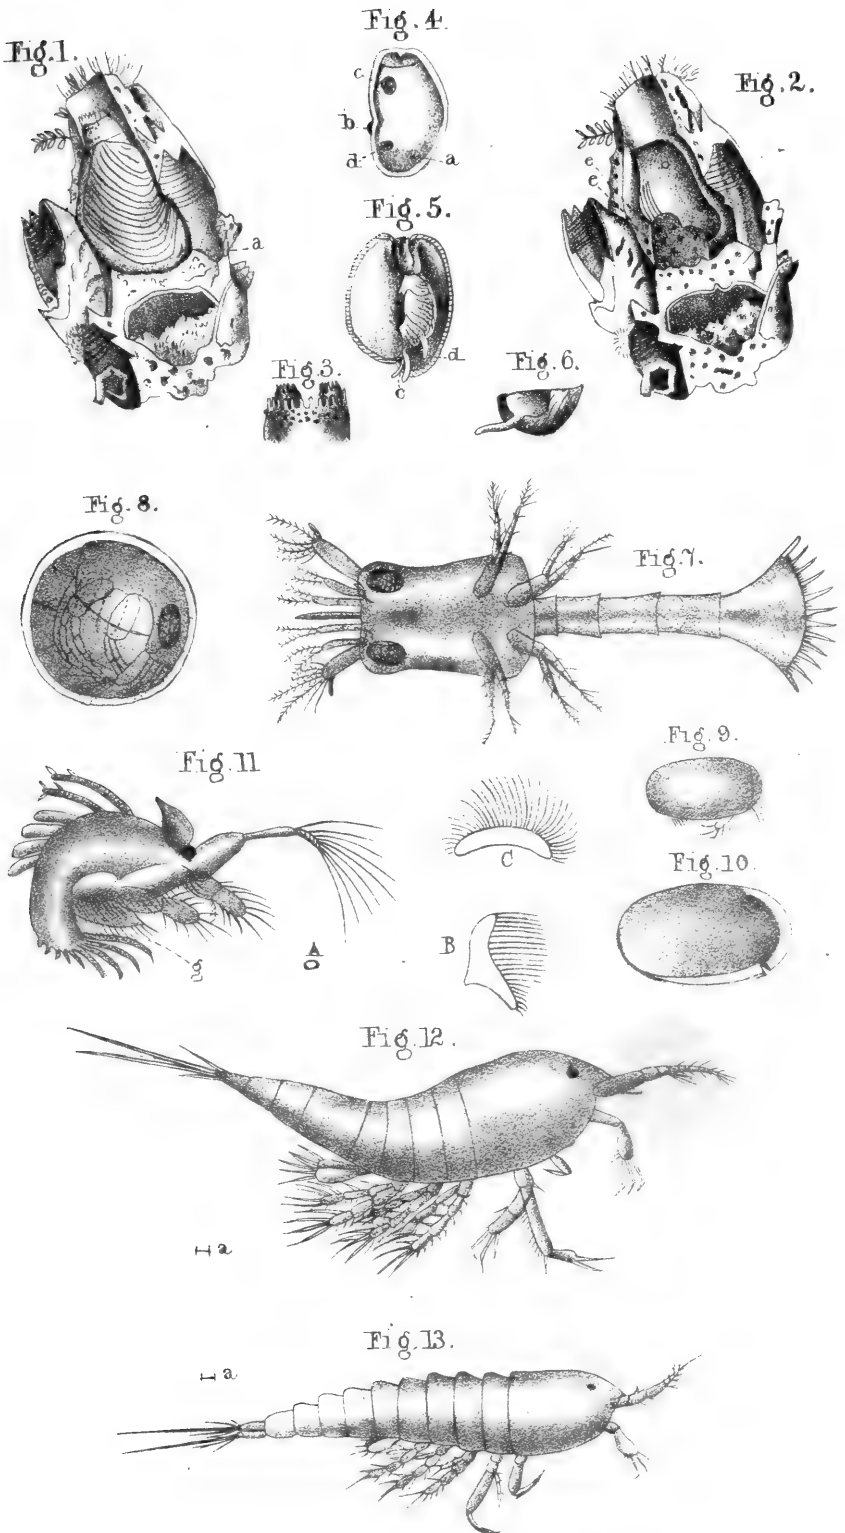 Fig. 4.
Fig. 1.
Fig. 2.
c
b
d
a
e
e
b
a
Fig. 5.
d
c
Fig. 3.
Fig. 6.
Fig. 8.
Fig. 7.
Fig. 9.
Fig. 11
C
Fig. 10.
B
A
g
Fig. 12.
a
Fig. 13.
a